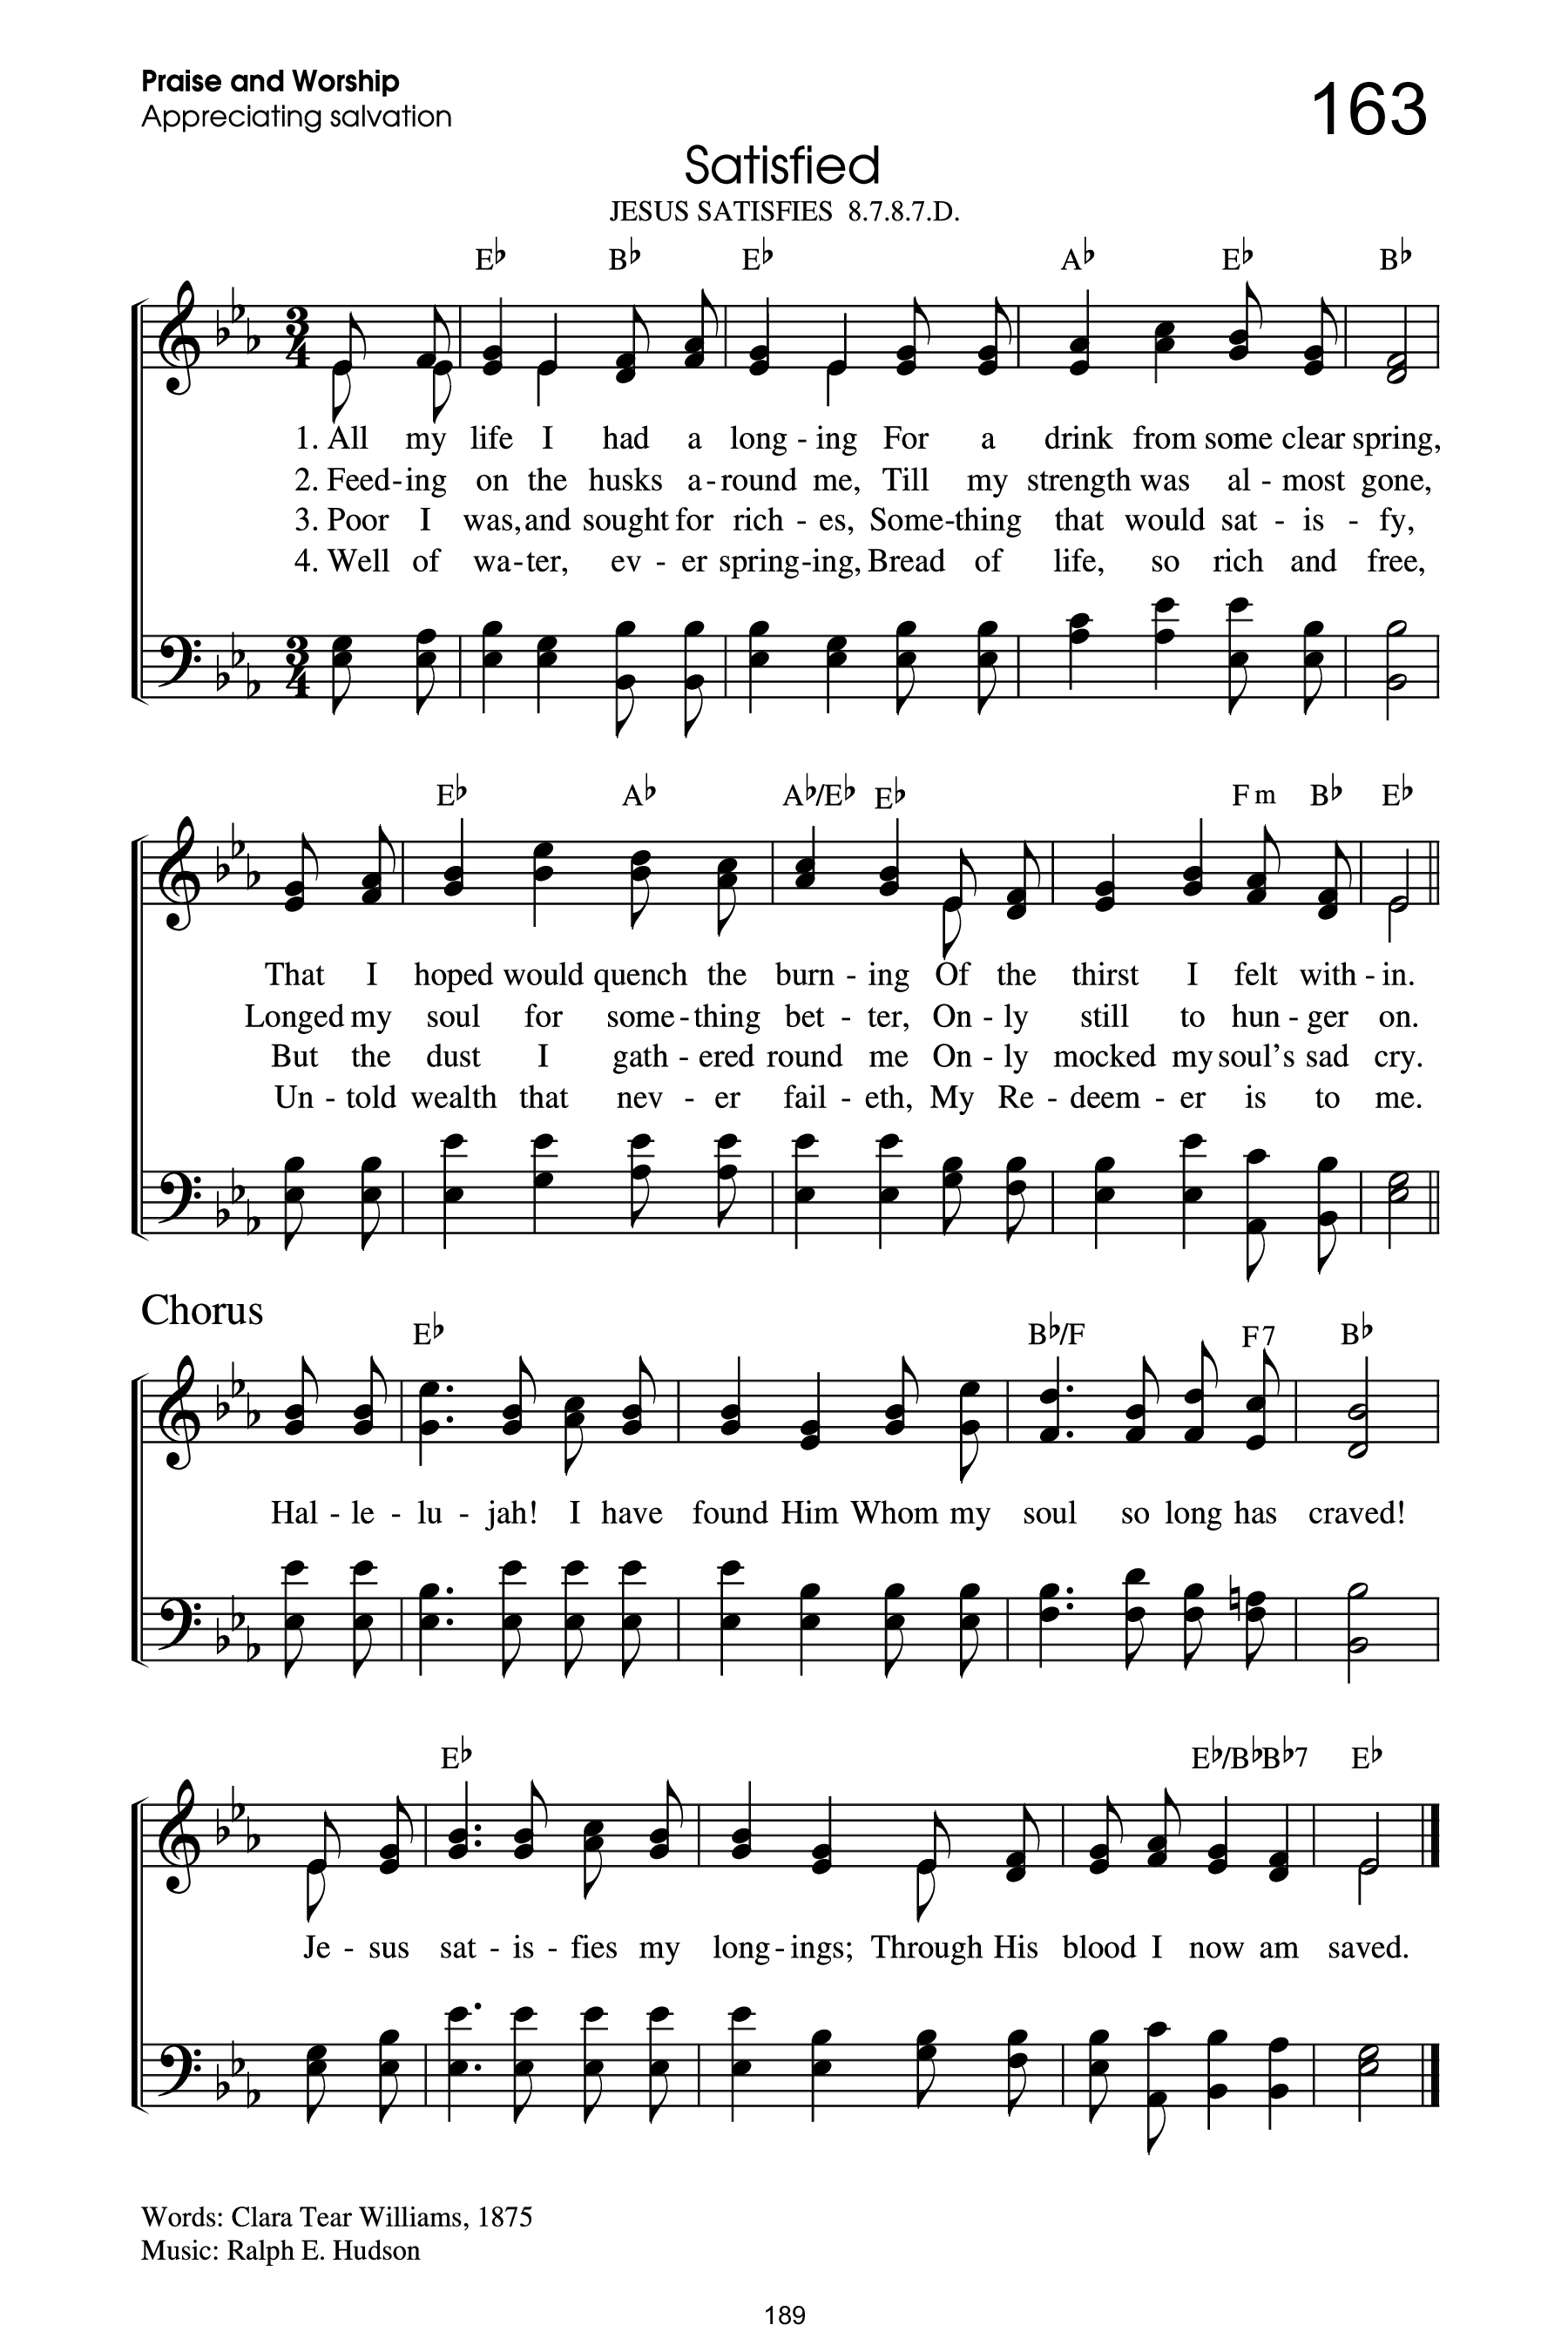 Praise and Worship
163
Appreciating salvation
Satisfied
JESUS SATISFIES 8.7.8.7.D.
E♭ B♭ E♭ A♭ E♭ B♭
1. All my life I had a long - ing For a drink from some clear spring,
2. Feed - ing on the husks a - round me, Till my strength was al - most gone,
3. Poor I was, and sought for rich - es, Some - thing that would sat - is - fy,
4. Well of wa - ter, ev - er spring - ing, Bread of life, so rich and free,
E♭ A♭ A♭/E♭ E♭ Fm B♭ E♭
That I hoped would quench the burn - ing Of the thirst I felt with - in.
Longed my soul for some - thing bet - ter, On - ly still to hun - ger on.
But the dust I gath - ered round me On - ly mocked my soul's sad cry.
Un - told wealth that nev - er fail - eth, My Re - deem - er is to me.
Chorus
E♭ B♭/F F7 B♭
Hal - le - lu - jah! I have found Him Whom my soul so long has craved!
E♭ E♭/B♭ B♭7 E♭
Je - sus sat - is - fies my long - ings; Through His blood I now am saved.
Words: Clara Tear Williams, 1875
Music: Ralph E. Hudson
189